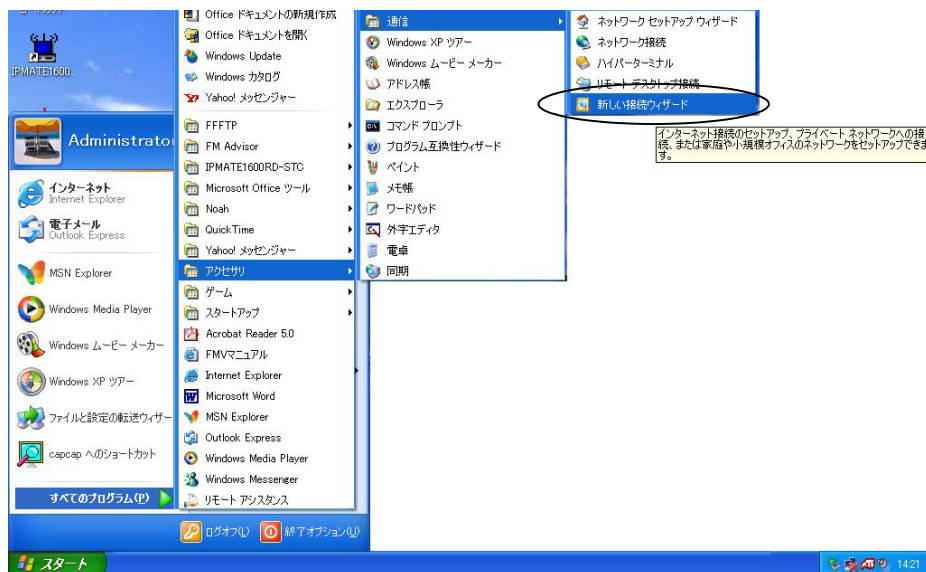 IPMATE1600...
Administrato
インターネット
Internet Explorer
電子メール
Outlook Express
MSN Explorer
Windows Media Player
Windows ムービー メーカー
Windows XP ツアー
ファイルと設定の転送ウィザー
capcap へのショートカット
すべてのプログラム(P)
Office ドキュメントの新規作成
Office ドキュメントを開く
Windows Update
Windows カタログ
Yahoo! メッセンジャー
FFFTP
FM Advisor
IPMATE1600RD-STC
Microsoft Office ツール
Noah
QuickTime
Yahoo! メッセンジャー
アクセサリ
ゲーム
スタートアップ
Acrobat Reader 5.0
FMVマニュアル
Internet Explorer
Microsoft Word
MSN Explorer
Outlook Express
Windows Media Player
Windows Messenger
リモート アシスタンス
通信
Windows XP ツアー
Windows ムービー メーカー
アドレス帳
エクスプローラ
コマンド プロンプト
プログラム互換性ウィザード
ペイント
メモ帳
ワードパッド
外字エディタ
電卓
同期
ネットワーク セットアップ ウィザード
ネットワーク接続
ハイパーターミナル
リモート デスクトップ接続
新しい接続ウィザード
インターネット接続のセットアップ、プライベート ネットワークへの接
続、または家庭や小規模オフィスのネットワークをセットアップできま
す。
ログオフ(L)
終了オプション(U)
スタート
14:21